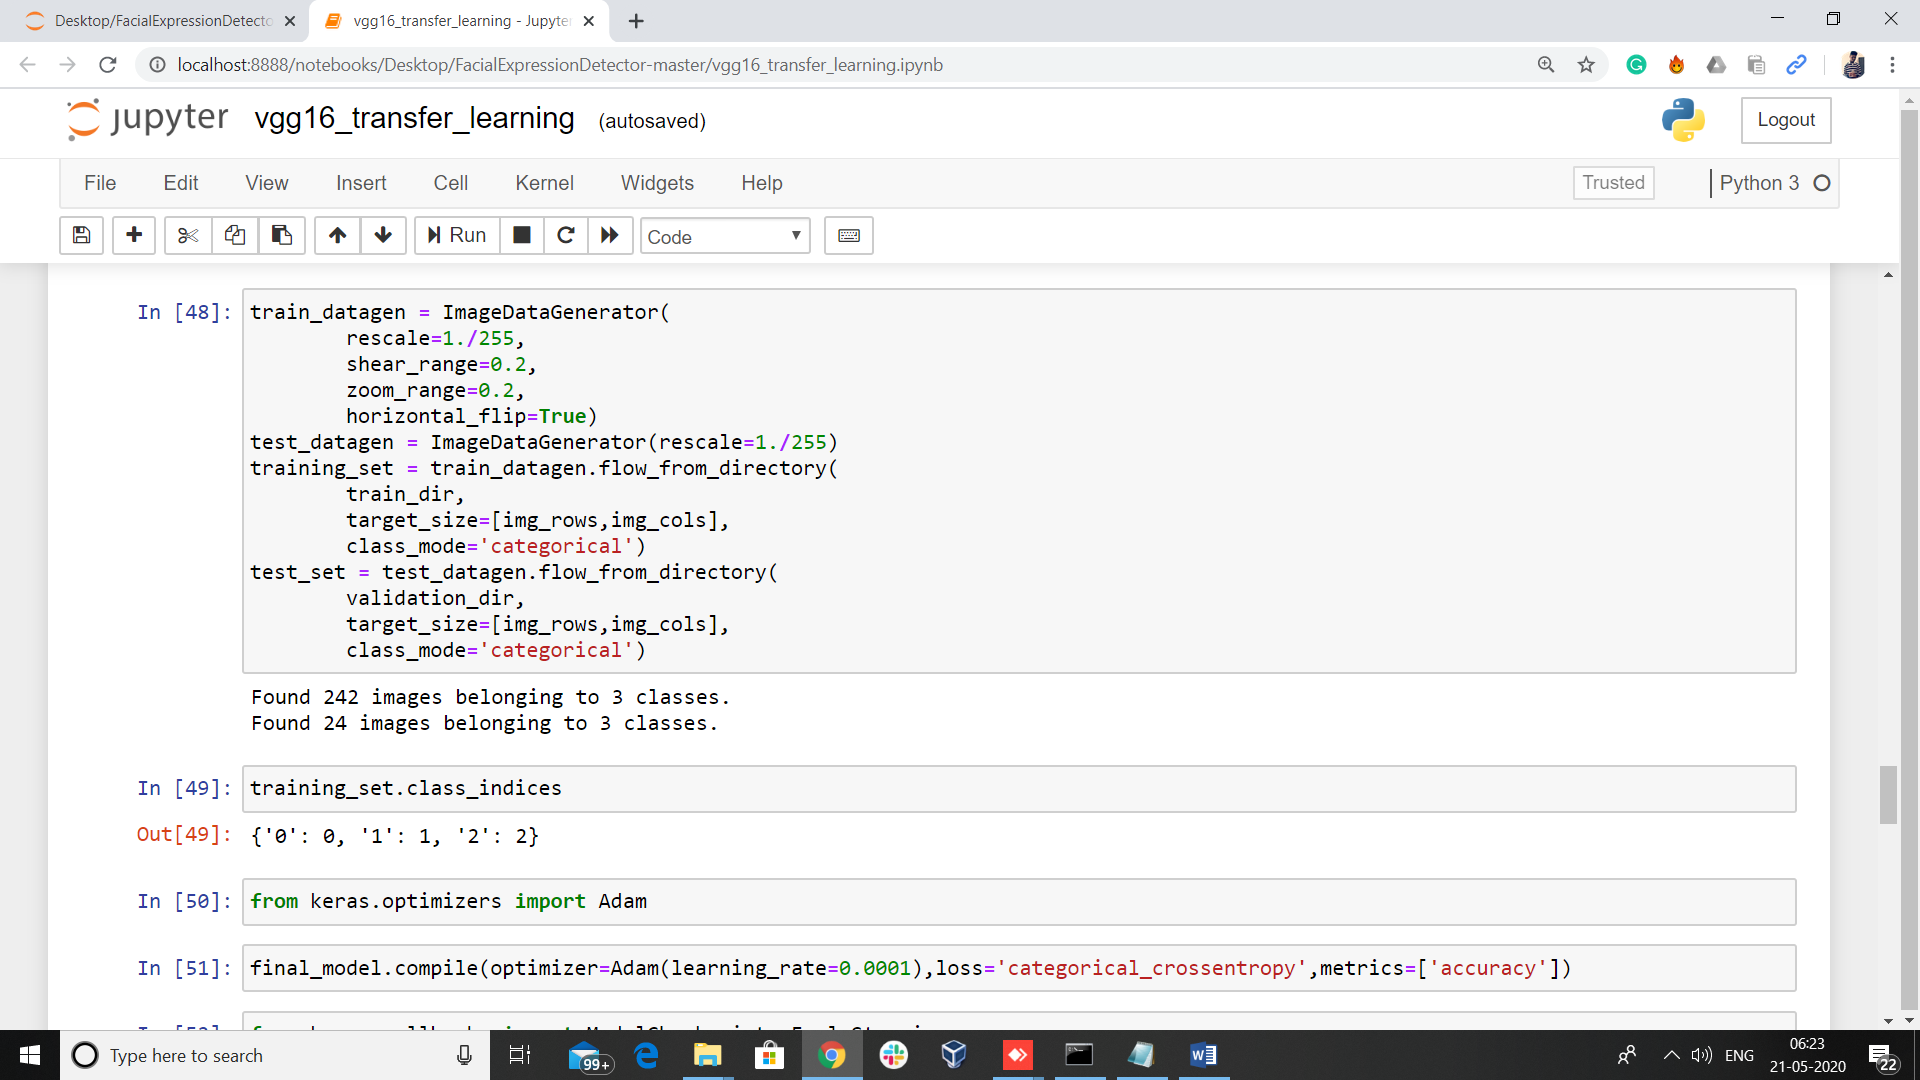 Desktop/FacialExpressionDetecto
vgg16_transfer_learning - Jupyte
localhost:8888/notebooks/Desktop/FacialExpressionDetector-master/vgg16_transfer_learning.ipynb
jupyter vgg16_transfer_learning (autosaved)
Logout
File Edit View Insert Cell Kernel Widgets Help
Trusted
Python 3
Run
Code
In [48]:
train_datagen = ImageDataGenerator(
        rescale=1./255,
        shear_range=0.2,
        zoom_range=0.2,
        horizontal_flip=True)
test_datagen = ImageDataGenerator(rescale=1./255)
training_set = train_datagen.flow_from_directory(
        train_dir,
        target_size=[img_rows,img_cols],
        class_mode='categorical')
test_set = test_datagen.flow_from_directory(
        validation_dir,
        target_size=[img_rows,img_cols],
        class_mode='categorical')
Found 242 images belonging to 3 classes.
Found 24 images belonging to 3 classes.
In [49]:
training_set.class_indices
Out[49]:
{'0': 0, '1': 1, '2': 2}
In [50]:
from keras.optimizers import Adam
In [51]:
final_model.compile(optimizer=Adam(learning_rate=0.0001),loss='categorical_crossentropy',metrics=['accuracy'])
Type here to search
99+
ENG
06:23
21-05-2020
22